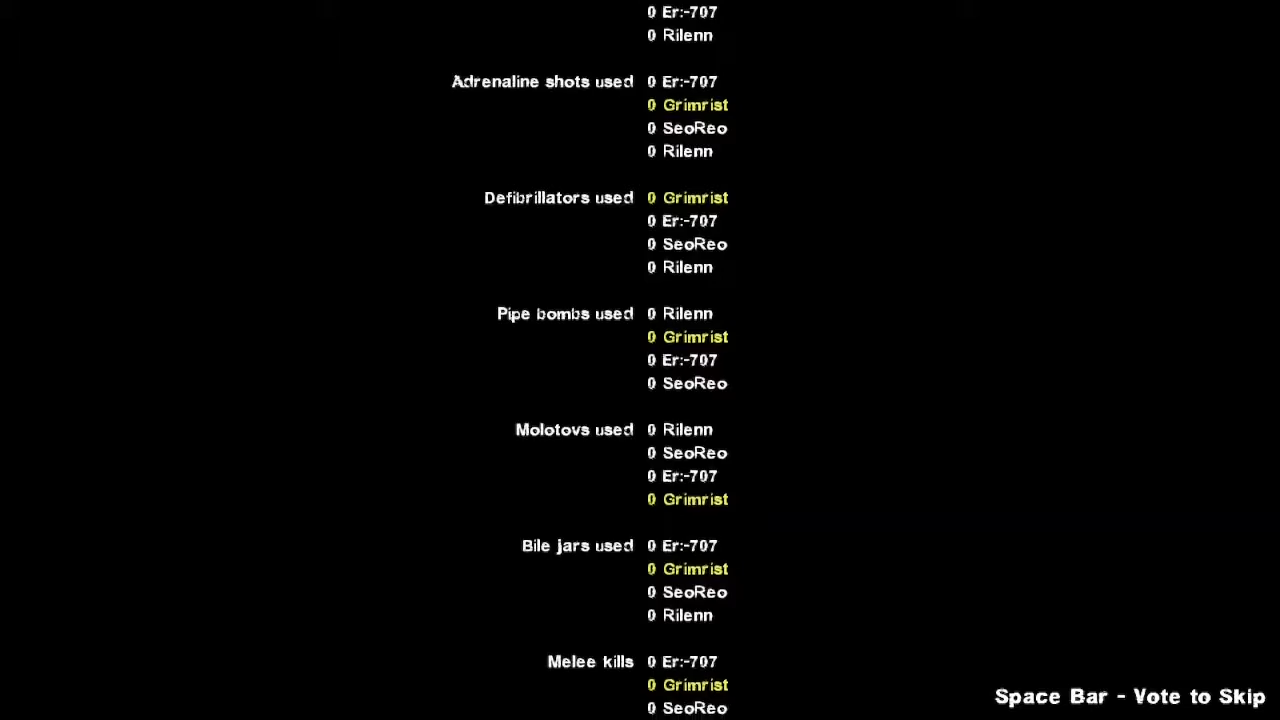 0 Er:-707
0 Rilenn
Adrenaline shots used 0 Er:-707
0 Grimrist
0 SeoReo
0 Rilenn
Defibrillators used 0 Grimrist
0 Er:-707
0 SeoReo
0 Rilenn
Pipe bombs used 0 Rilenn
0 Grimrist
0 Er:-707
0 SeoReo
Molotovs used 0 Rilenn
0 SeoReo
0 Er:-707
0 Grimrist
Bile jars used 0 Er:-707
0 Grimrist
0 SeoReo
0 Rilenn
Melee kills 0 Er:-707
0 Grimrist
0 SeoReo
Space Bar - Vote to Skip